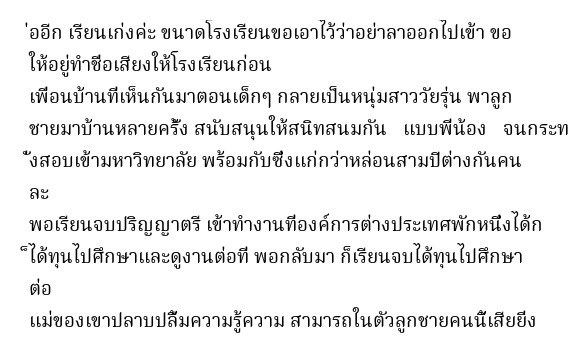 ่ออีก เรียนเก่งค่ะ ขนาดโรงเรียนขอเอาไว้ว่าอย่าลาออกไปเข้า ขอ
ให้อยู่ทำชื่อเสียงให้โรงเรียนก่อน
เพื่อนบ้านที่เห็นกันมาตอนเด็กๆ กลายเป็นหนุ่มสาววัยรุ่น พาลูก
ชายมาบ้านหลายครั้ง สนับสนุนให้สนิทสนมกัน แบบพี่น้อง จนกระท
ั่งสอบเข้ามหาวิทยาลัย พร้อมกับซึ่งแก่กว่าหล่อนสามปีต่างกันคน
ละ
พอเรียนจบปริญญาตรี เข้าทำงานที่องค์การต่างประเทศพักหนึ่งได้ก
็ได้ทุนไปศึกษาและดูงานต่อที่ พอกลับมา ก็เรียนจบได้ทุนไปศึกษา
ต่อ
แม่ของเขาปลาบปลื้มความรู้ความ สามารถในตัวลูกชายคนนี้เสียยิ่ง